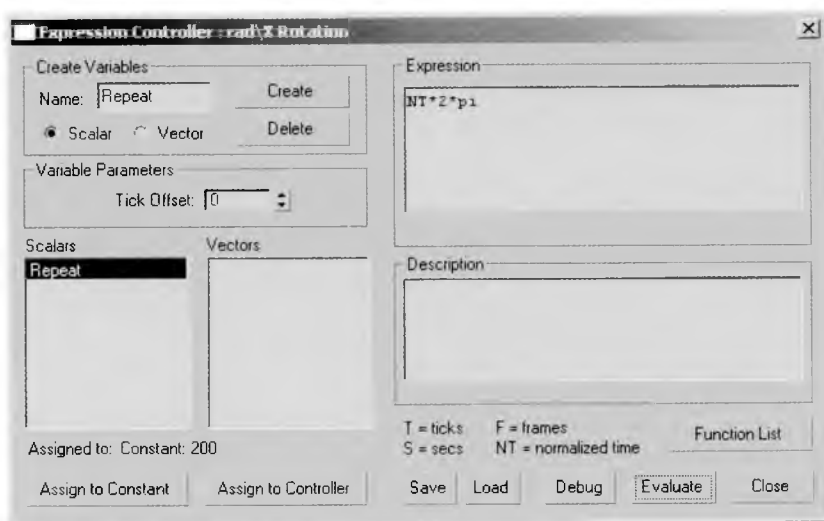 Expression Controller : rad\X Rotation
Create Variables
Name: Repeat
Create
Scalar Vector
Delete
Variable Parameters
Tick Offset: 0
Scalars
Repeat
Vectors
Assigned to: Constant: 200
Assign to Constant
Assign to Controller
Expression
NT*2*pi
Description
T = ticks F = frames
S = secs NT = normalized time
Function List
Save
Load
Debug
Evaluate
Close